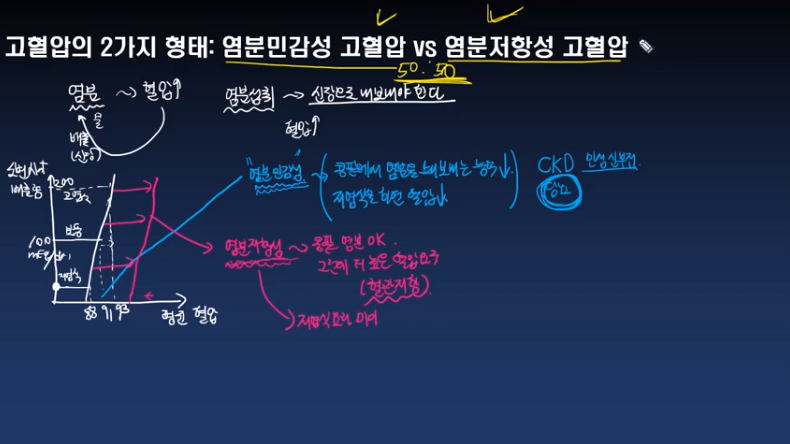 고혈압의 2가지 형태: 염분민감성 고혈압 vs 염분저항성 고혈압
50:50
염분 ~> 혈압↑
물
배출
(신장)
염분섭취 → 신장으로 내보내야 한다
혈압↑
소변나트륨
배출량
200
고염식
보통
100
저염식
88 91 93
평균 혈압
"염분민감성"
콩팥에서 염분을 내보내는 능력↓
저염식을 하면 혈압↓
CKD 만성신부전
당뇨
염분저항성 ~> 콩팥 염분 OK.
그런데 더 높은 혈압 요구
(혈관저항)
저염식 효과 미미